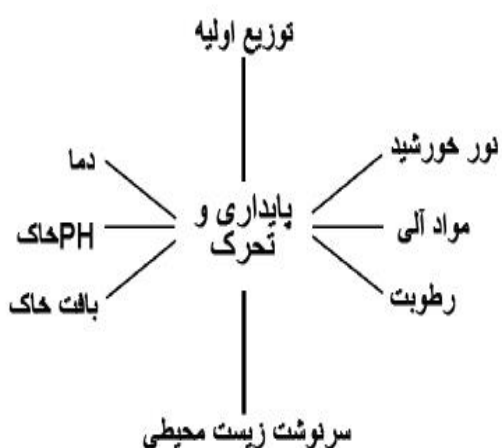 توزیع اولیه
نور خورشید
دما
پایداری و
تحرک
مواد آلی
PHخاک
رطوبت
بافت خاک
سرنوشت زیست محیطی